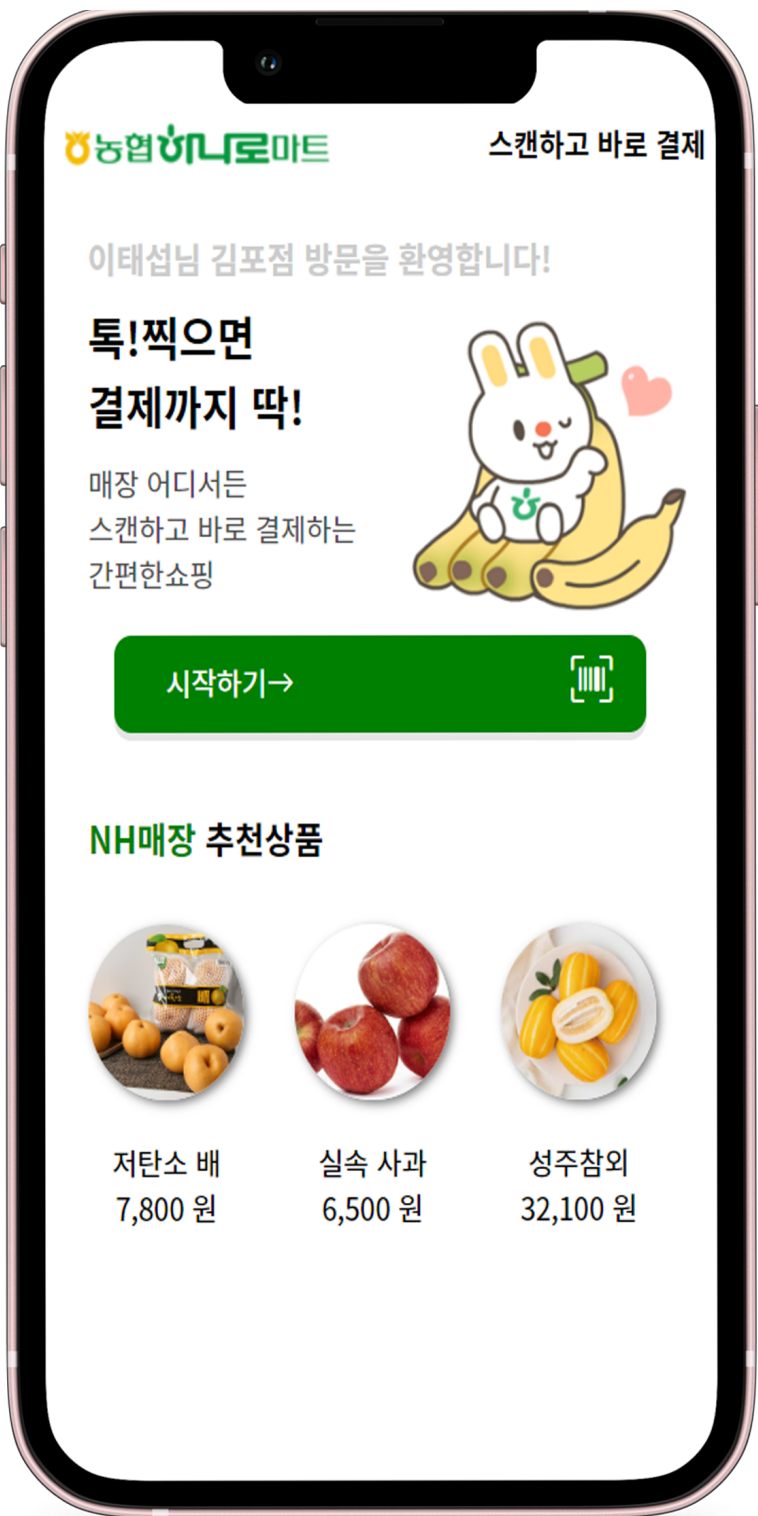 농협하나로마트
스캔하고 바로 결제
이태섭님 김포점 방문을 환영합니다!
톡!찍으면
결제까지 딱!
매장 어디서든
스캔하고 바로 결제하는
간편한쇼핑
시작하기→
NH매장 추천상품
배
저탄소 배
7,800 원
실속 사과
6,500 원
성주참외
32,100 원